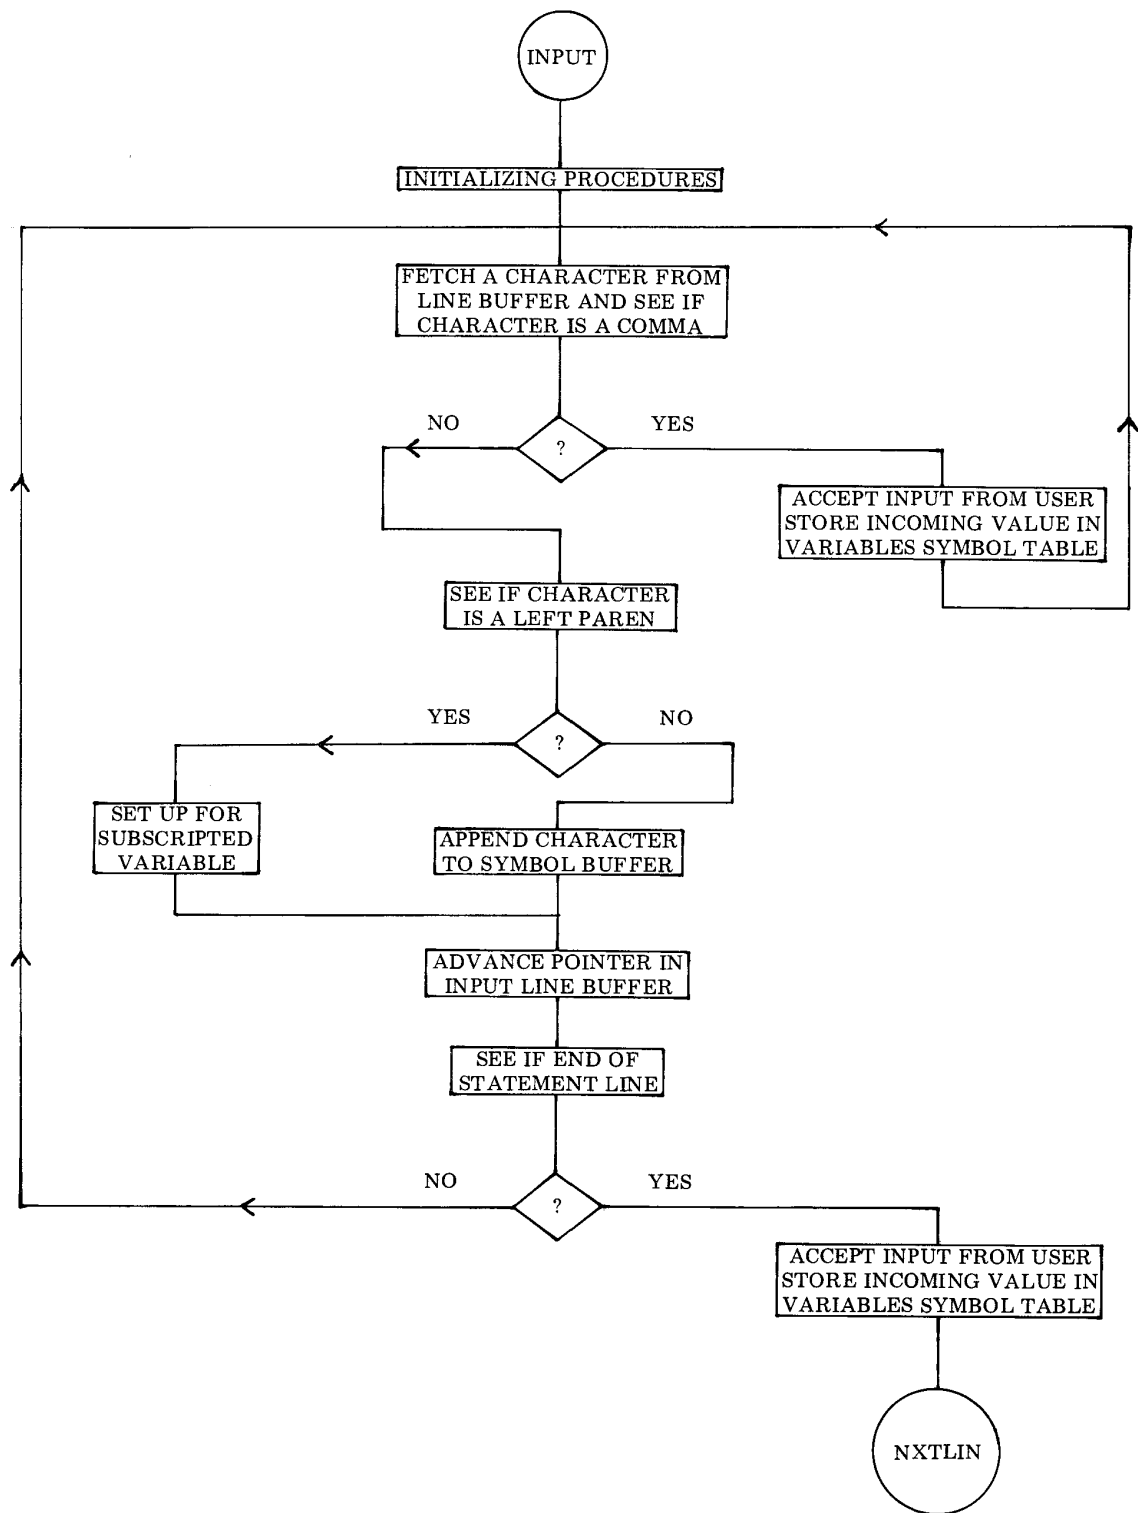 INPUT
INITIALIZING PROCEDURES
FETCH A CHARACTER FROM
LINE BUFFER AND SEE IF
CHARACTER IS A COMMA
NO
?
YES
ACCEPT INPUT FROM USER
STORE INCOMING VALUE IN
VARIABLES SYMBOL TABLE
SEE IF CHARACTER
IS A LEFT PAREN
YES
?
NO
SET UP FOR
SUBSCRIPTED
VARIABLE
APPEND CHARACTER
TO SYMBOL BUFFER
ADVANCE POINTER IN
INPUT LINE BUFFER
SEE IF END OF
STATEMENT LINE
NO
?
YES
ACCEPT INPUT FROM USER
STORE INCOMING VALUE IN
VARIABLES SYMBOL TABLE
NXTLIN